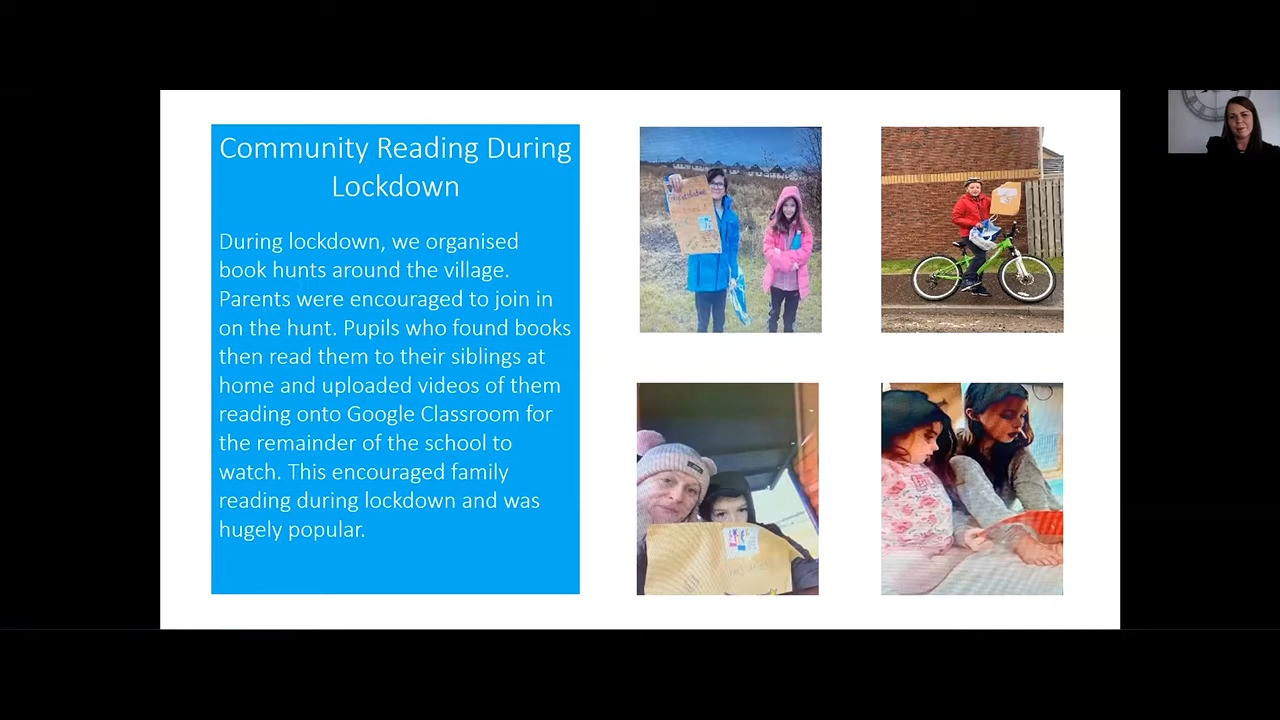 Community Reading During
Lockdown
During lockdown, we organised
book hunts around the village.
Parents were encouraged to join in
on the hunt. Pupils who found books
then read them to their siblings at
home and uploaded videos of them
reading onto Google Classroom for
the remainder of the school to
watch. This encouraged family
reading during lockdown and was
hugely popular.